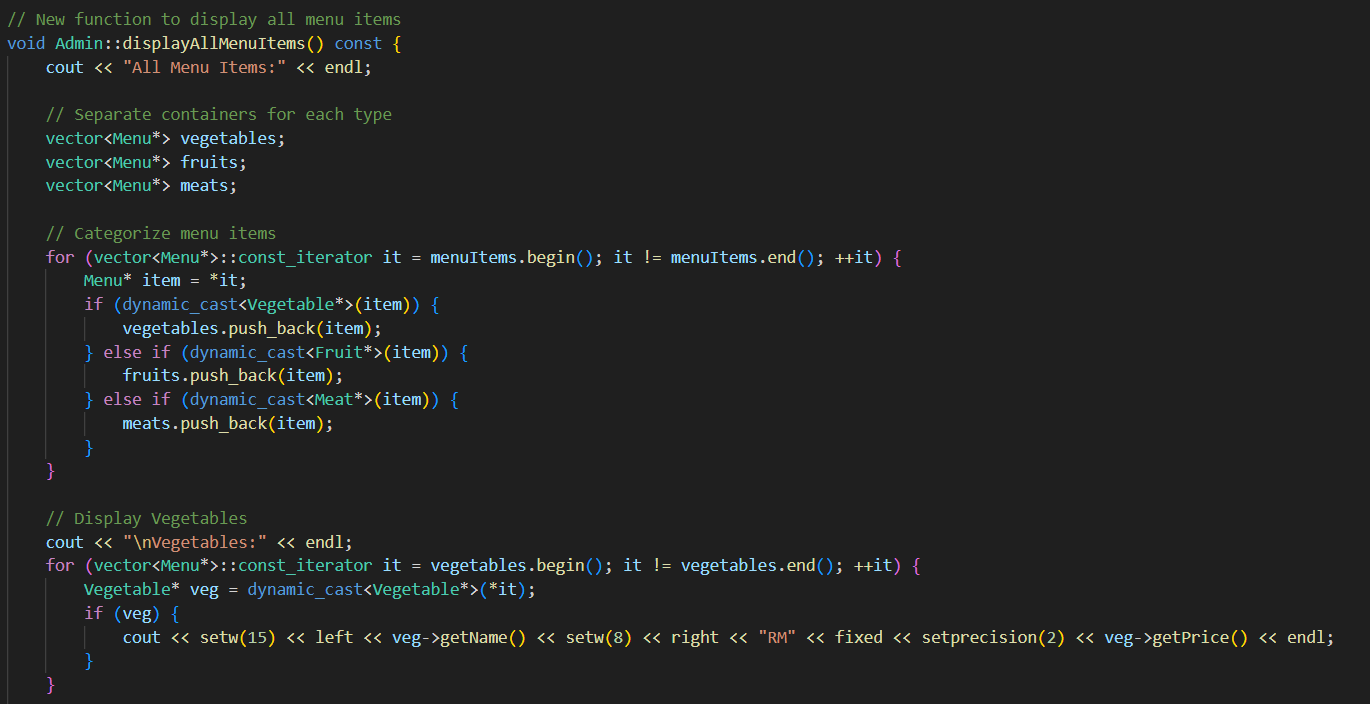 // New function to display all menu items
void Admin::displayAllMenuItems() const {
    cout << "All Menu Items:" << endl;

    // Separate containers for each type
    vector<Menu*> vegetables;
    vector<Menu*> fruits;
    vector<Menu*> meats;

    // Categorize menu items
    for (vector<Menu*>::const_iterator it = menuItems.begin(); it != menuItems.end(); ++it) {
        Menu* item = *it;
        if (dynamic_cast<Vegetable*>(item)) {
            vegetables.push_back(item);
        } else if (dynamic_cast<Fruit*>(item)) {
            fruits.push_back(item);
        } else if (dynamic_cast<Meat*>(item)) {
            meats.push_back(item);
        }
    }

    // Display Vegetables
    cout << "\nVegetables:" << endl;
    for (vector<Menu*>::const_iterator it = vegetables.begin(); it != vegetables.end(); ++it) {
        Vegetable* veg = dynamic_cast<Vegetable*>(*it);
        if (veg) {
            cout << setw(15) << left << veg->getName() << setw(8) << right << "RM" << fixed << setprecision(2) << veg->getPrice() << endl;
        }
    }